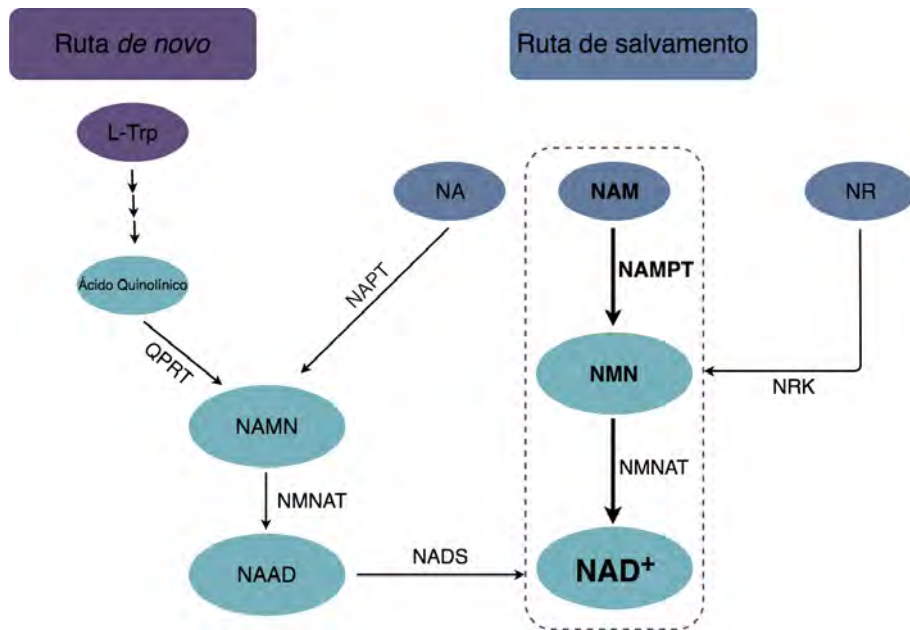 Ruta de novo
Ruta de salvamento
L-Trp
NA
NAM
NR
Ácido Quinolínico
NAPT
NAMPT
QPRT
NMN
NRK
NAMN
NMNAT
NMNAT
NADS
NAAD
NAD+